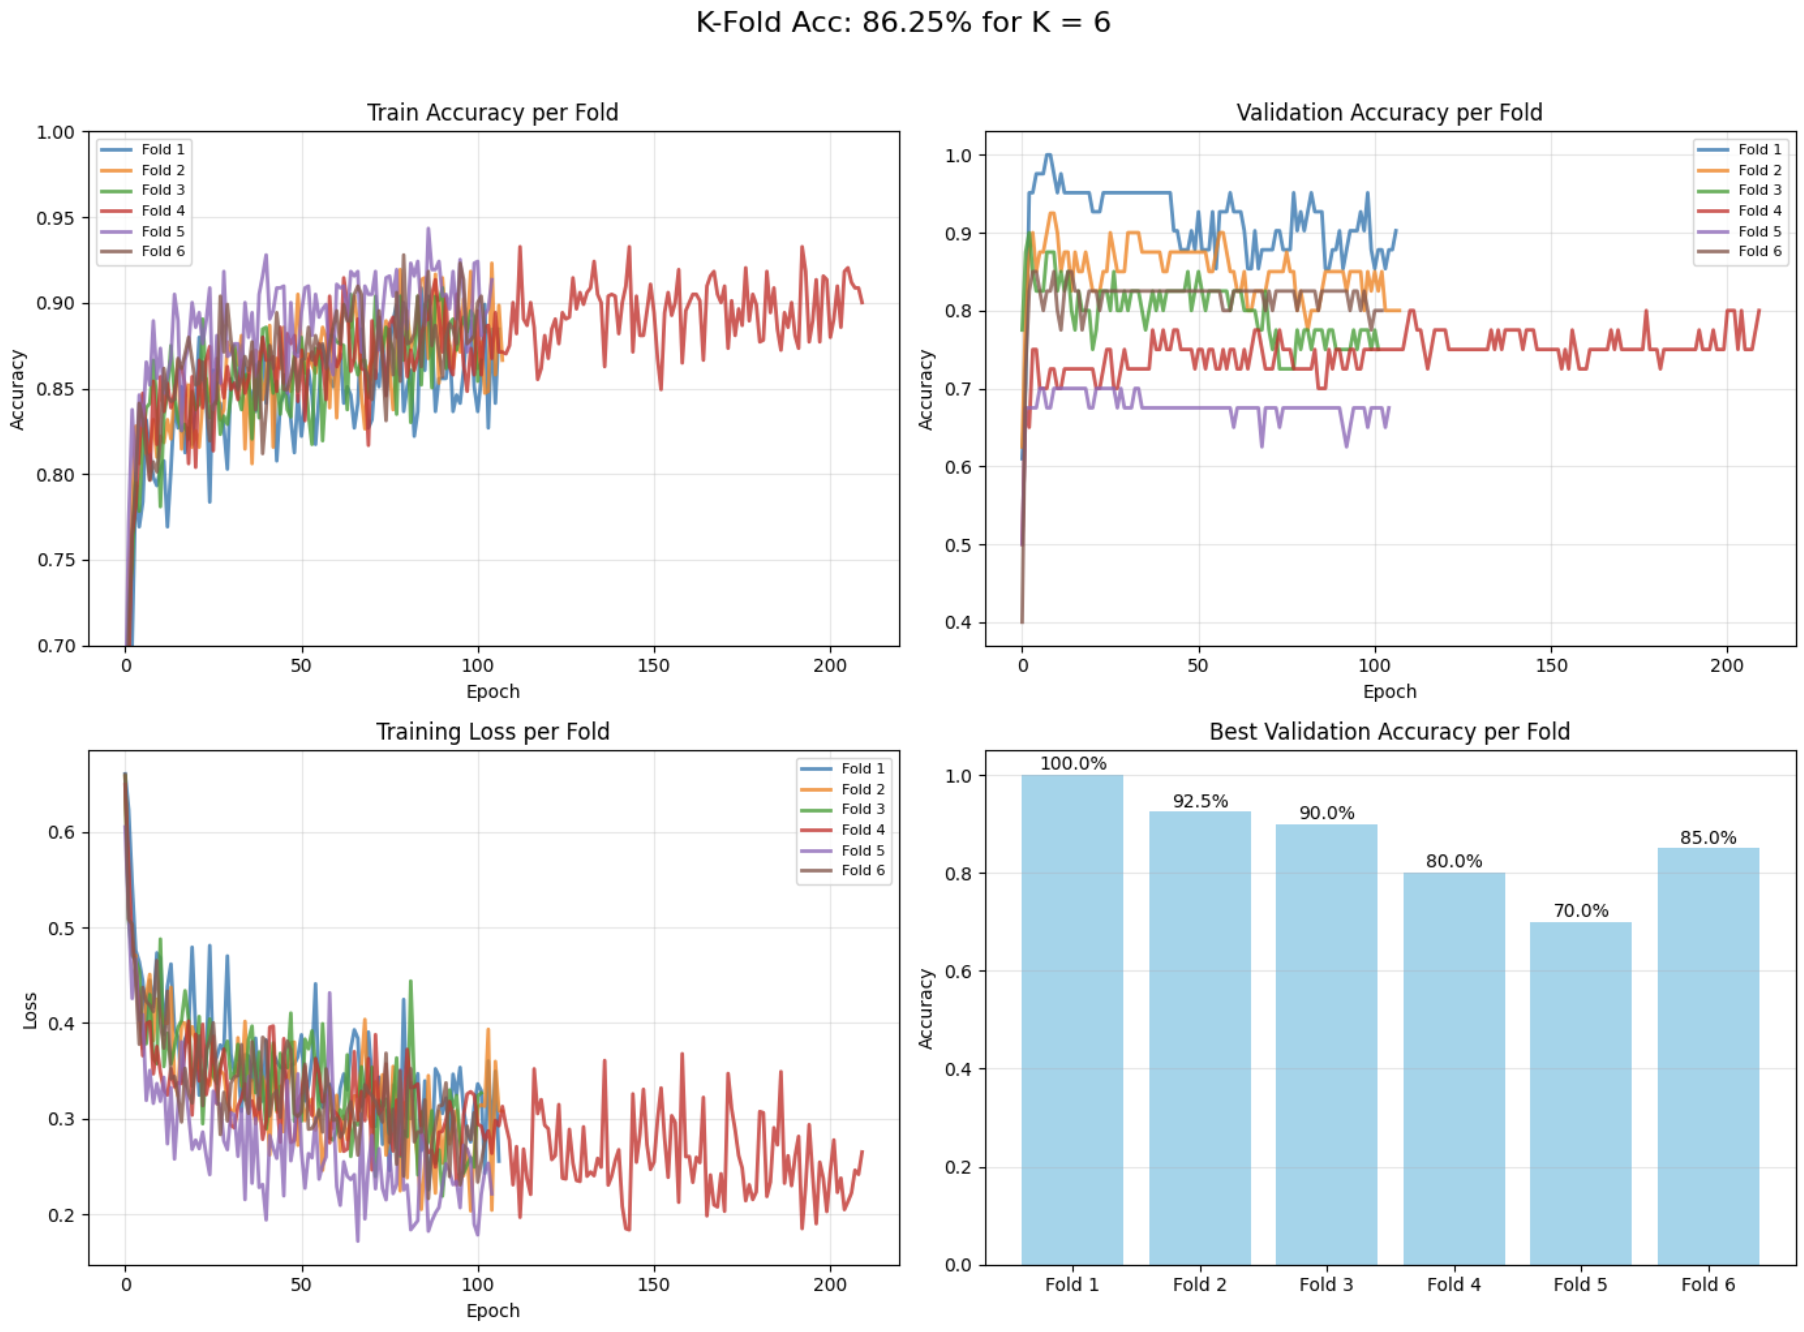 K-Fold Acc: 86.25% for K = 6
Train Accuracy per Fold
1.00
0.95
0.90
0.85
0.80
0.75
0.70
Accuracy
Fold 1
Fold 2
Fold 3
Fold 4
Fold 5
Fold 6
0
50
100
150
200
Epoch
Validation Accuracy per Fold
1.0
0.9
0.8
0.7
0.6
0.5
0.4
Accuracy
Fold 1
Fold 2
Fold 3
Fold 4
Fold 5
Fold 6
0
50
100
150
200
Epoch
Training Loss per Fold
0.6
0.5
0.4
0.3
0.2
Loss
Fold 1
Fold 2
Fold 3
Fold 4
Fold 5
Fold 6
0
50
100
150
200
Epoch
Best Validation Accuracy per Fold
1.0
0.8
0.6
0.4
0.2
0.0
Accuracy
100.0%
92.5%
90.0%
80.0%
70.0%
85.0%
Fold 1
Fold 2
Fold 3
Fold 4
Fold 5
Fold 6